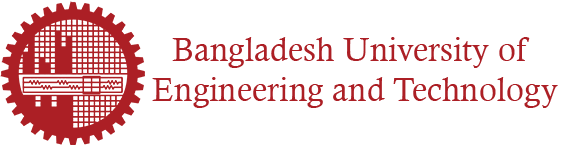 Bangladesh University of
Engineering and Technology